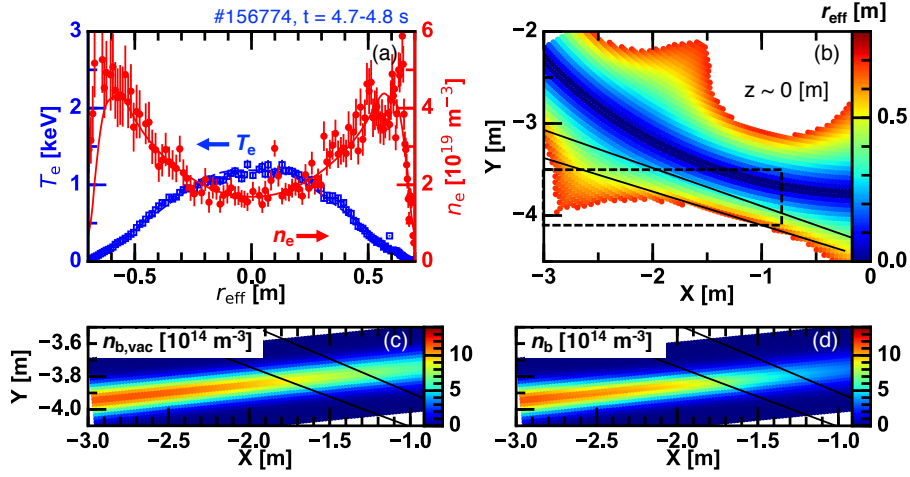 #156774, t = 4.7-4.8 s
(a)
3
2
1
0
T_e [keV]
6
4
2
0
n_e [10^19 m^-3]
T_e
n_e
−0.5 0.0 0.5
r_eff [m]
r_eff [m]
(b)
z ~ 0 [m]
−2
−3
−4
Y [m]
−3 −2 −1 0
X [m]
0.5
0.0
n_b,vac [10^14 m^-3] (c)
−3.6
−3.8
−4.0
Y [m]
−3.0 −2.5 −2.0 −1.5 −1.0
X [m]
10
5
0
n_b [10^14 m^-3] (d)
−3.0 −2.5 −2.0 −1.5 −1.0
X [m]
10
5
0